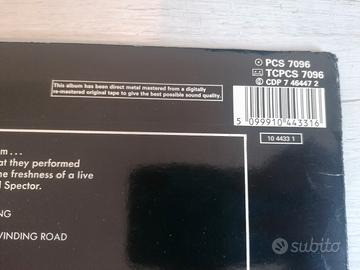 PCS 7096
TCPCS 7096
CDP 7 46447 2
This album has been direct metal mastered from a digitally
re-mastered original tape to give the best possible sound quality.
5 099910 443316
10 4433 1
m ...
at they performed
ne freshness of a live
l Spector.
NG
WINDING ROAD
subito